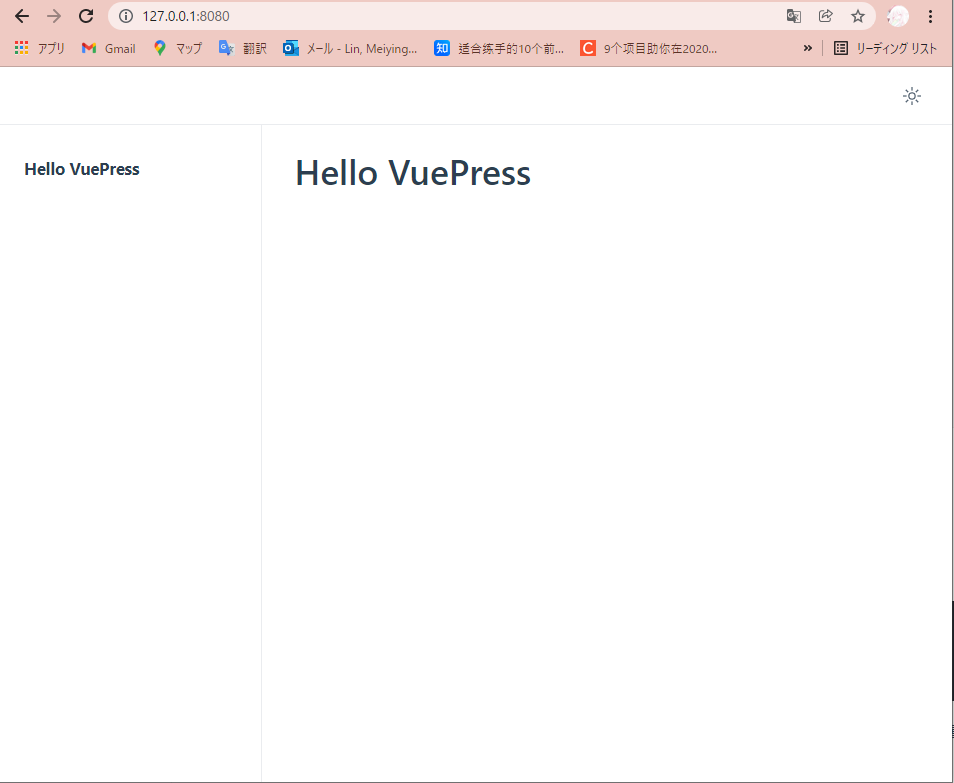 127.0.0.1:8080
アプリ Gmail マップ 翻訳 メール - Lin, Meiying... 知 适合练手的10个前... C 9个项目助你在2020... » リーディング リスト
Hello VuePress
Hello VuePress